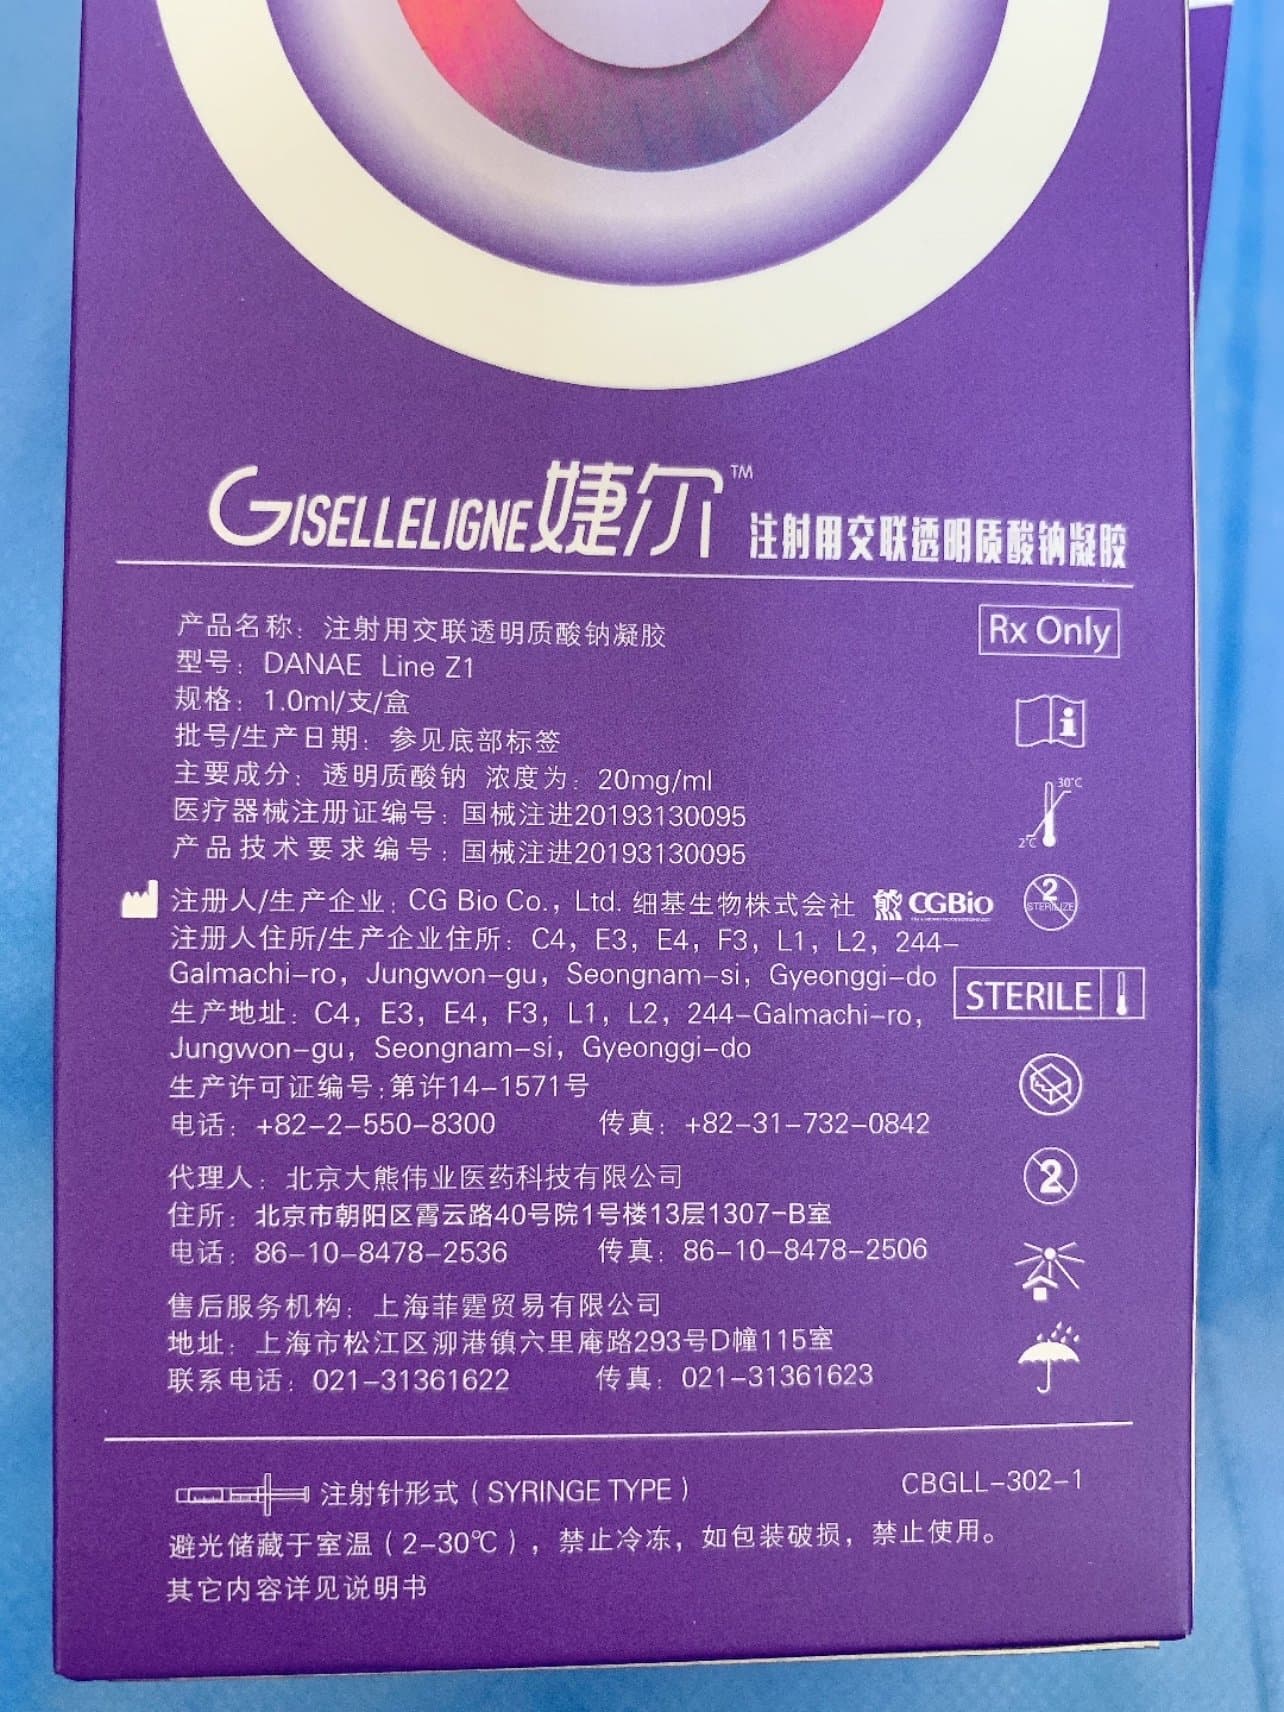 GISELLELIGNE婕尔™ 注射用交联透明质酸钠凝胶
产品名称：注射用交联透明质酸钠凝胶
Rx Only
型号：DANAE Line Z1
规格：1.0ml/支/盒
批号/生产日期：参见底部标签
主要成分：透明质酸钠 浓度为：20mg/ml
30℃
2℃
医疗器械注册证编号：国械注进20193130095
产品技术要求编号：国械注进20193130095
注册人/生产企业：CG Bio Co., Ltd. 细基生物株式会社 CGBio
2
STERILIZE
注册人住所/生产企业住所：C4，E3，E4，F3，L1，L2，244-
Galmachi-ro，Jungwon-gu，Seongnam-si，Gyeonggi-do
STERILE
生产地址：C4，E3，E4，F3，L1，L2，244-Galmachi-ro，
Jungwon-gu，Seongnam-si，Gyeonggi-do
生产许可证编号:第许14-1571号
电话：+82-2-550-8300 传真：+82-31-732-0842
代理人：北京大熊伟业医药科技有限公司
2
住所：北京市朝阳区霄云路40号院1号楼13层1307-B室
电话：86-10-8478-2536 传真：86-10-8478-2506
售后服务机构：上海菲霆贸易有限公司
地址：上海市松江区泖港镇六里庵路293号D幢115室
联系电话：021-31361622 传真：021-31361623
注射针形式（SYRINGE TYPE） CBGLL-302-1
避光储藏于室温（2-30℃），禁止冷冻，如包装破损，禁止使用。
其它内容详见说明书